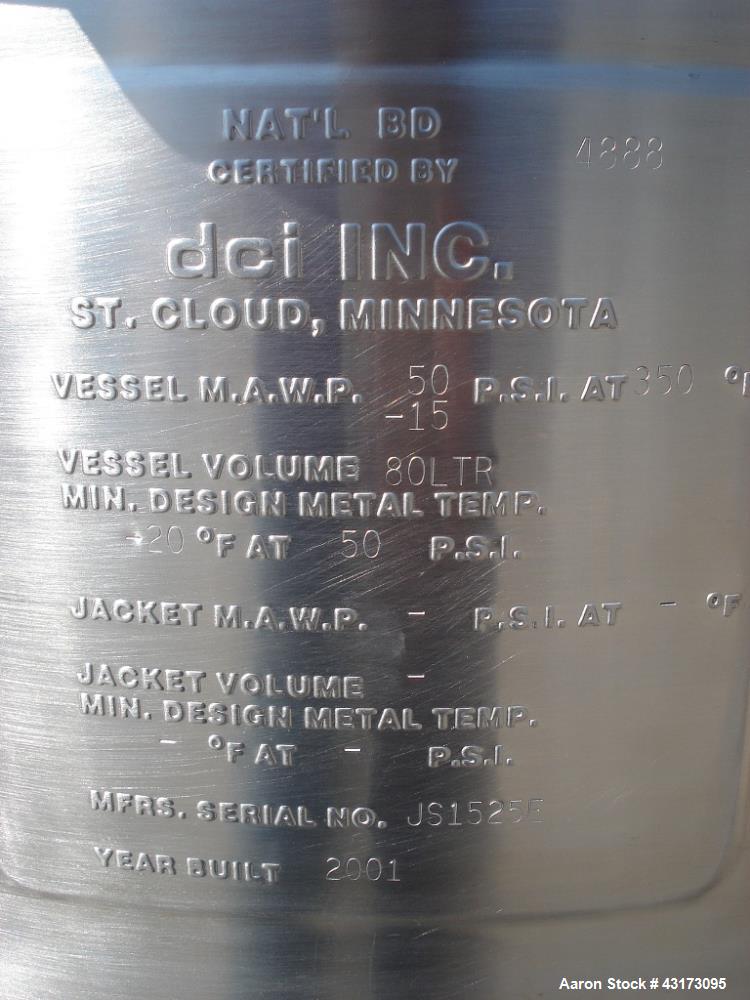 NAT'L BD 4888
CERTIFIED BY
dci INC.
ST. CLOUD, MINNESOTA
VESSEL M.A.W.P. 50 P.S.I. AT 350 °F
-15
VESSEL VOLUME 80LTR
MIN. DESIGN METAL TEMP.
-20 °F AT 50 P.S.I.
JACKET M.A.W.P. - P.S.I. AT - °F
JACKET VOLUME -
MIN. DESIGN METAL TEMP.
- °F AT - P.S.I.
MFRS. SERIAL NO. JS1525E
YEAR BUILT 2001
Aaron Stock # 43173095